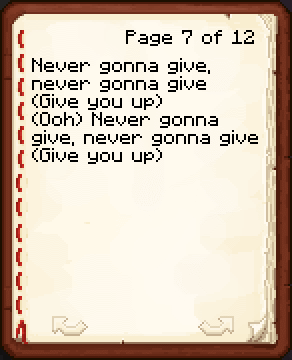 Page 7 of 12
Never gonna give,
never gonna give
(Give you up)
(Ooh) Never gonna
give, never gonna give
(Give you up)